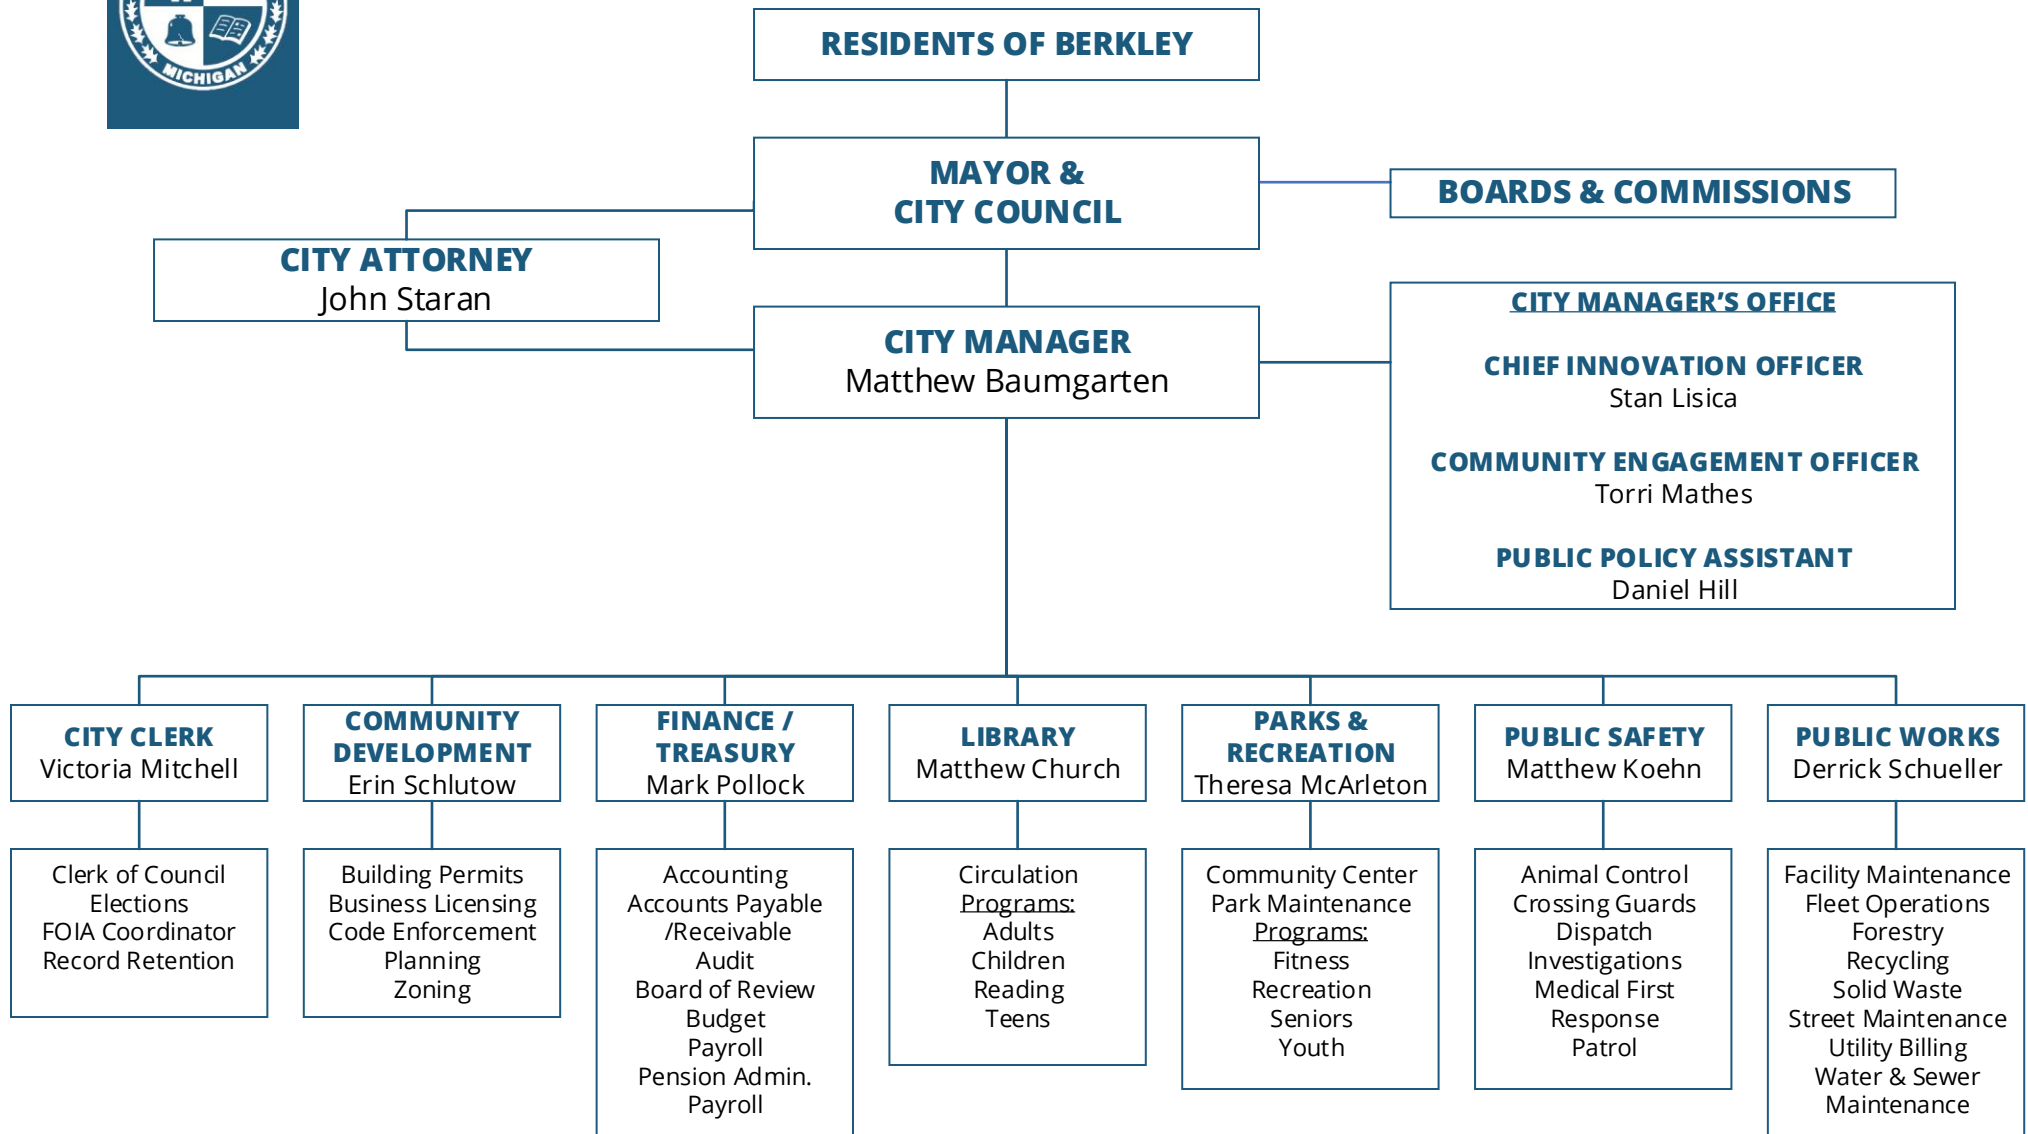 MICHIGAN
RESIDENTS OF BERKLEY
MAYOR &
CITY COUNCIL
BOARDS & COMMISSIONS
CITY ATTORNEY
John Staran
CITY MANAGER
Matthew Baumgarten
CITY MANAGER’S OFFICE
CHIEF INNOVATION OFFICER
Stan Lisica
COMMUNITY ENGAGEMENT OFFICER
Torri Mathes
PUBLIC POLICY ASSISTANT
Daniel Hill
CITY CLERK
Victoria Mitchell
Clerk of Council
Elections
FOIA Coordinator
Record Retention
COMMUNITY
DEVELOPMENT
Erin Schlutow
Building Permits
Business Licensing
Code Enforcement
Planning
Zoning
FINANCE /
TREASURY
Mark Pollock
Accounting
Accounts Payable
/Receivable
Audit
Board of Review
Budget
Payroll
Pension Admin.
Payroll
LIBRARY
Matthew Church
Circulation
Programs:
Adults
Children
Reading
Teens
PARKS &
RECREATION
Theresa McArleton
Community Center
Park Maintenance
Programs:
Fitness
Recreation
Seniors
Youth
PUBLIC SAFETY
Matthew Koehn
Animal Control
Crossing Guards
Dispatch
Investigations
Medical First
Response
Patrol
PUBLIC WORKS
Derrick Schueller
Facility Maintenance
Fleet Operations
Forestry
Recycling
Solid Waste
Street Maintenance
Utility Billing
Water & Sewer
Maintenance